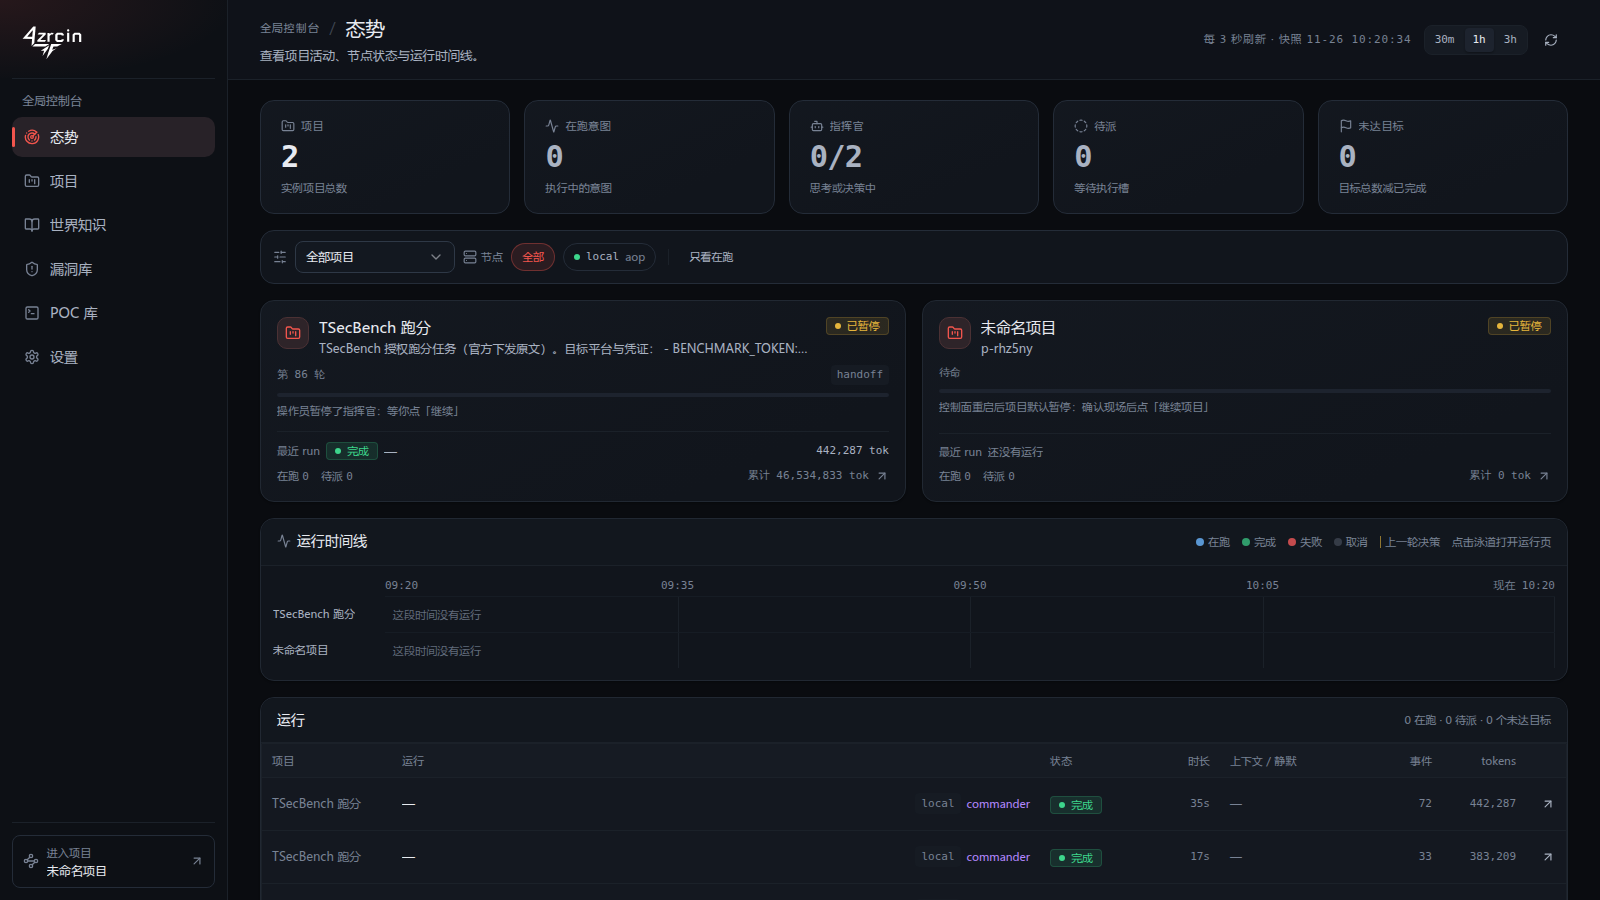 Azrcin
全局控制台
态势
项目
世界知识
漏洞库
POC 库
设置
进入项目
未命名项目
全局控制台 / 态势
查看项目活动、节点状态与运行时间线。
每 3 秒刷新 · 快照 11-26 10:20:34
30m 1h 3h
项目
2
实例项目总数
在跑意图
0
执行中的意图
指挥官
0/2
思考或决策中
待派
0
等待执行槽
未达目标
0
目标总数减已完成
全部项目
节点
全部
local aop
只看在跑
TSecBench 跑分
已暂停
TSecBench 授权跑分任务（官方下发原文）。目标平台与凭证： - BENCHMARK_TOKEN:...
第 86 轮
handoff
操作员暂停了指挥官：等你点「继续」
最近 run 完成 —
442,287 tok
在跑 0 待派 0
累计 46,534,833 tok
未命名项目
已暂停
p-rhz5ny
待命
控制面重启后项目默认暂停：确认现场后点「继续项目」
最近 run 还没有运行
在跑 0 待派 0
累计 0 tok
运行时间线
在跑 完成 失败 取消 上一轮决策 点击泳道打开运行页
09:20 09:35 09:50 10:05 现在 10:20
TSecBench 跑分 这段时间没有运行
未命名项目 这段时间没有运行
运行
0 在跑 · 0 待派 · 0 个未达目标
项目 运行 状态 时长 上下文 / 静默 事件 tokens
TSecBench 跑分 — local commander 完成 35s — 72 442,287
TSecBench 跑分 — local commander 完成 17s — 33 383,209